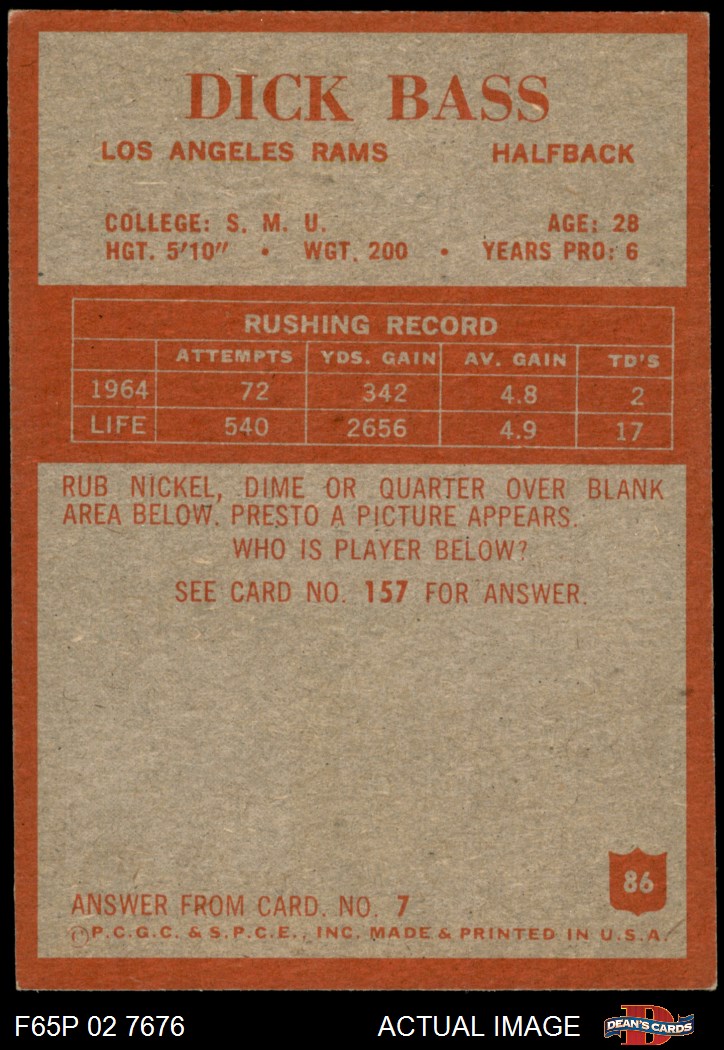 DICK BASS
LOS ANGELES RAMS HALFBACK
COLLEGE: S. M. U. AGE: 28
HGT. 5'10" • WGT. 200 • YEARS PRO: 6
RUSHING RECORD
ATTEMPTS YDS. GAIN AV. GAIN TD'S
1964 72 342 4.8 2
LIFE 540 2656 4.9 17
RUB NICKEL, DIME OR QUARTER OVER BLANK
AREA BELOW. PRESTO A PICTURE APPEARS.
WHO IS PLAYER BELOW?
SEE CARD NO. 157 FOR ANSWER.
86
ANSWER FROM CARD. NO. 7
©P.C.G.C. & S.P.C.E., INC. MADE & PRINTED IN U.S.A.
F65P 02 7676 ACTUAL IMAGE DEAN'S CARDS